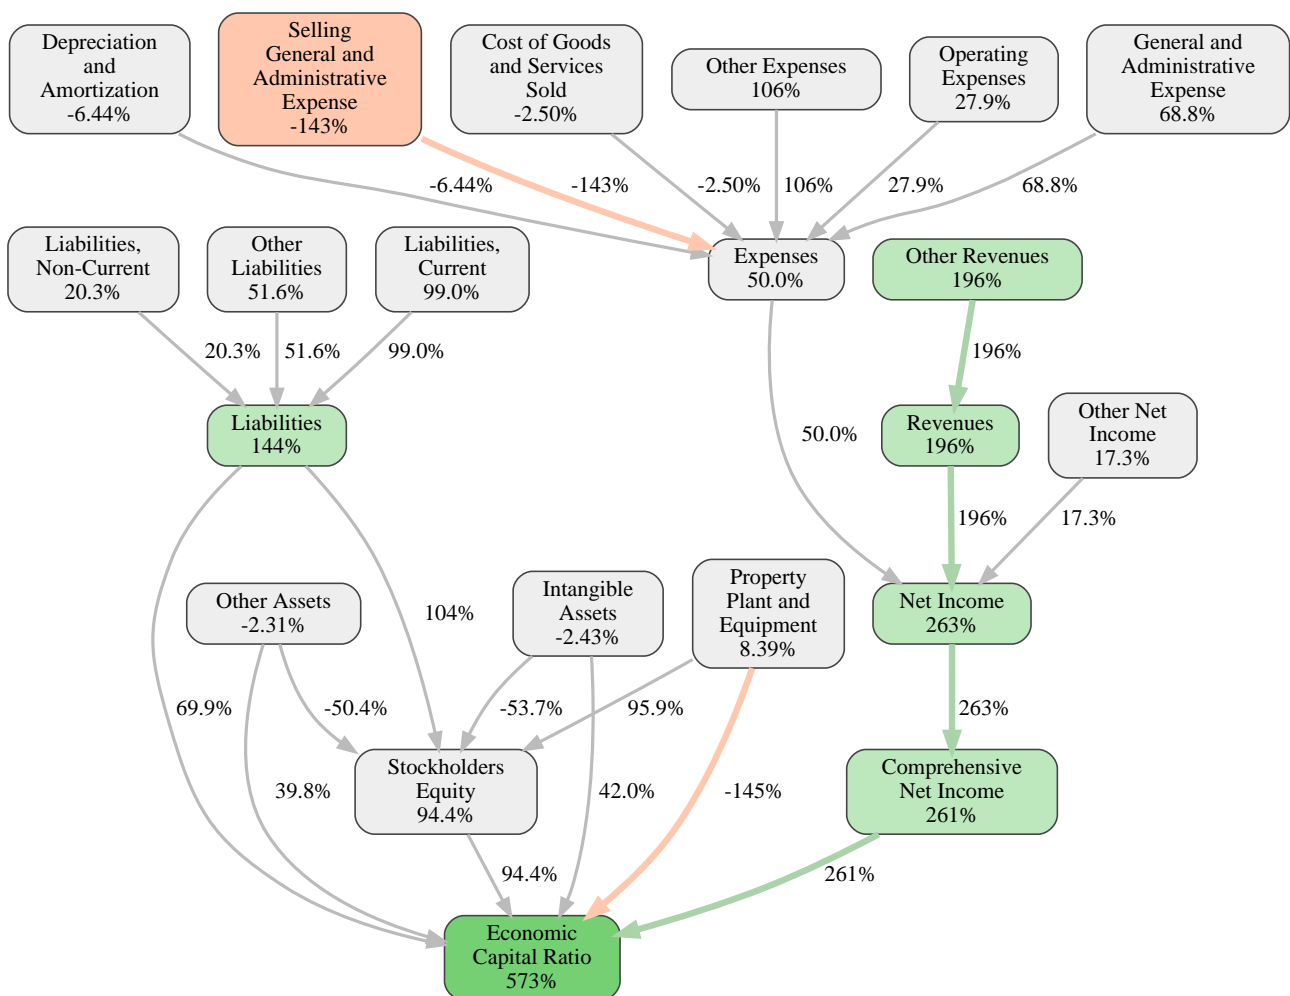 Depreciation
and
Amortization
-6.44%
Selling
General and
Administrative
Expense
-143%
Cost of Goods
and Services
Sold
-2.50%
Other Expenses
106%
Operating
Expenses
27.9%
General and
Administrative
Expense
68.8%
-6.44%
-143%
-2.50%
106%
27.9%
68.8%
Liabilities,
Non-Current
20.3%
Other
Liabilities
51.6%
Liabilities,
Current
99.0%
Expenses
50.0%
Other Revenues
196%
20.3%
51.6%
99.0%
196%
Liabilities
144%
50.0%
Revenues
196%
Other Net
Income
17.3%
196%
17.3%
Other Assets
-2.31%
104%
Intangible
Assets
-2.43%
Property
Plant and
Equipment
8.39%
Net Income
263%
69.9%
-50.4%
-53.7%
95.9%
263%
39.8%
Stockholders
Equity
94.4%
42.0%
-145%
Comprehensive
Net Income
261%
94.4%
261%
Economic
Capital Ratio
573%